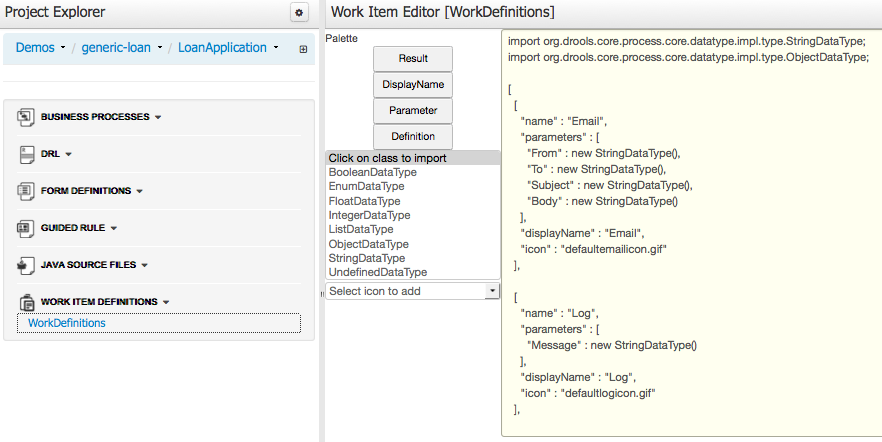 Project Explorer
Demos / generic-loan / LoanApplication
BUSINESS PROCESSES
DRL
FORM DEFINITIONS
GUIDED RULE
JAVA SOURCE FILES
WORK ITEM DEFINITIONS
WorkDefinitions
Work Item Editor [WorkDefinitions]
Palette
Result
DisplayName
Parameter
Definition
Click on class to import
BooleanDataType
EnumDataType
FloatDataType
IntegerDataType
ListDataType
ObjectDataType
StringDataType
UndefinedDataType
Select icon to add
import org.drools.core.process.core.datatype.impl.type.StringDataType;
import org.drools.core.process.core.datatype.impl.type.ObjectDataType;
[
[
"name" : "Email",
"parameters" : [
"From" : new StringDataType(),
"To" : new StringDataType(),
"Subject" : new StringDataType(),
"Body" : new StringDataType()
],
"displayName" : "Email",
"icon" : "defaultemailicon.gif"
],
[
"name" : "Log",
"parameters" : [
"Message" : new StringDataType()
],
"displayName" : "Log",
"icon" : "defaultlogicon.gif"
],